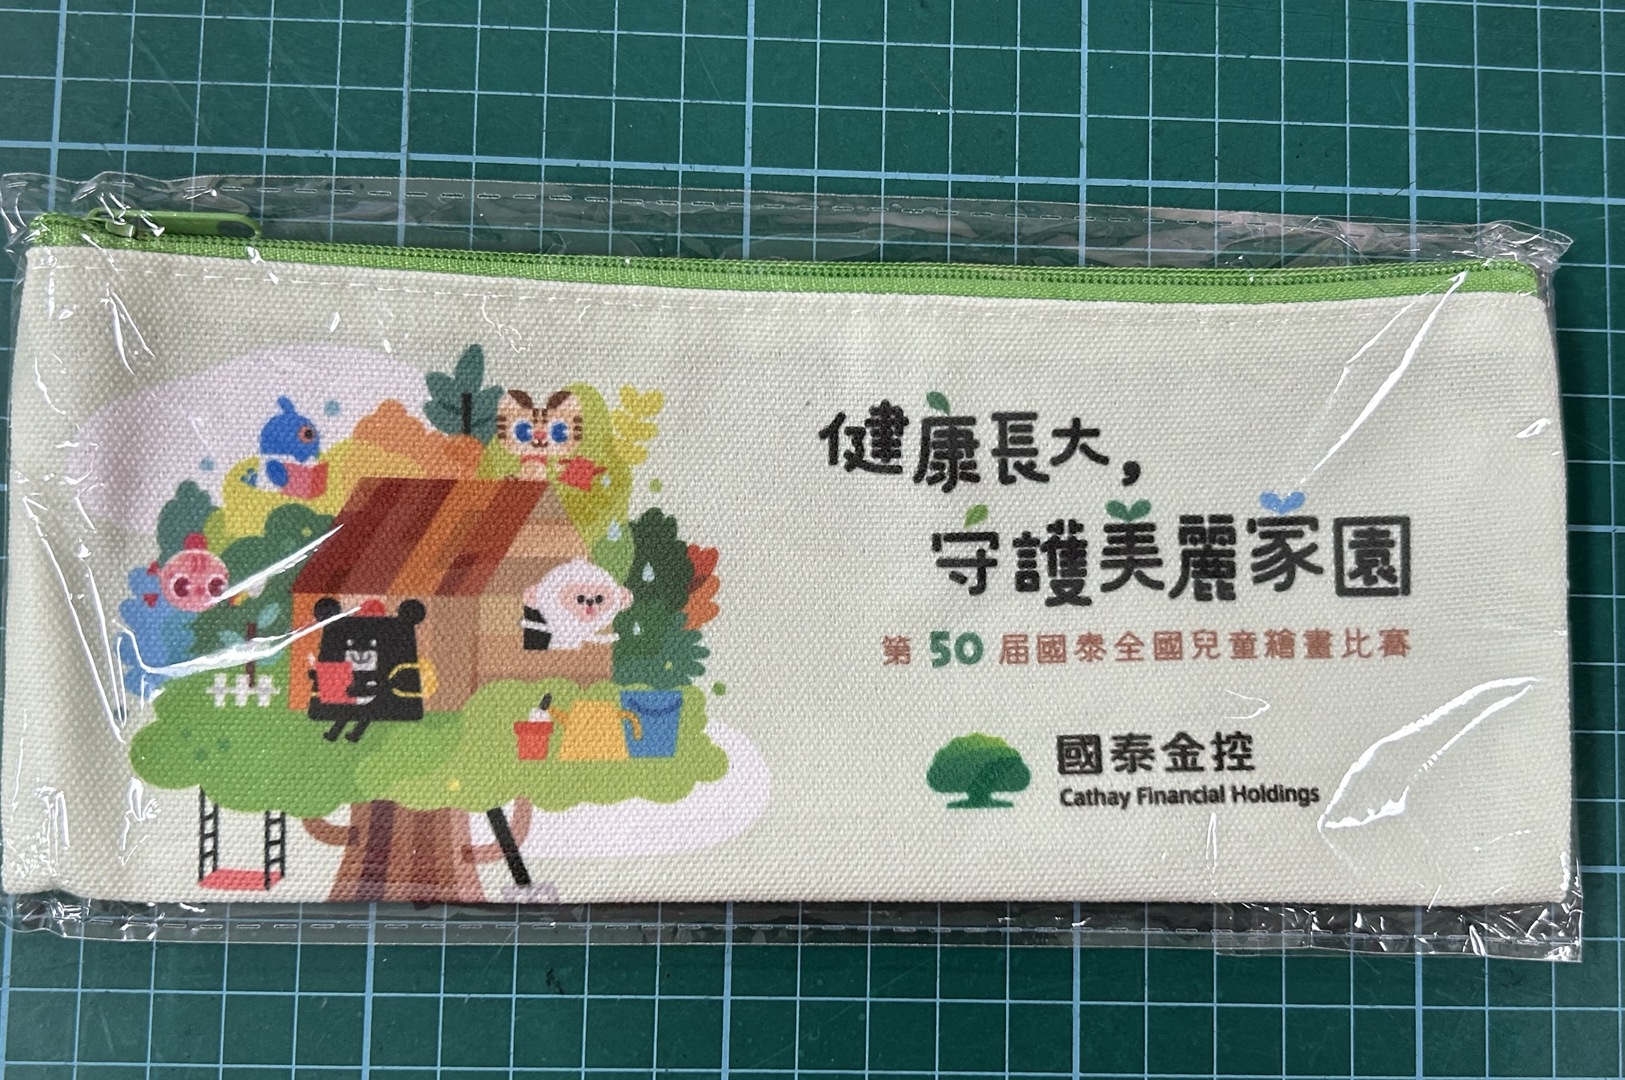 健康長大,
守護美麗家園
第50届國泰全國兒童繪畫比賽
國泰金控
Cathay Financial Holdings